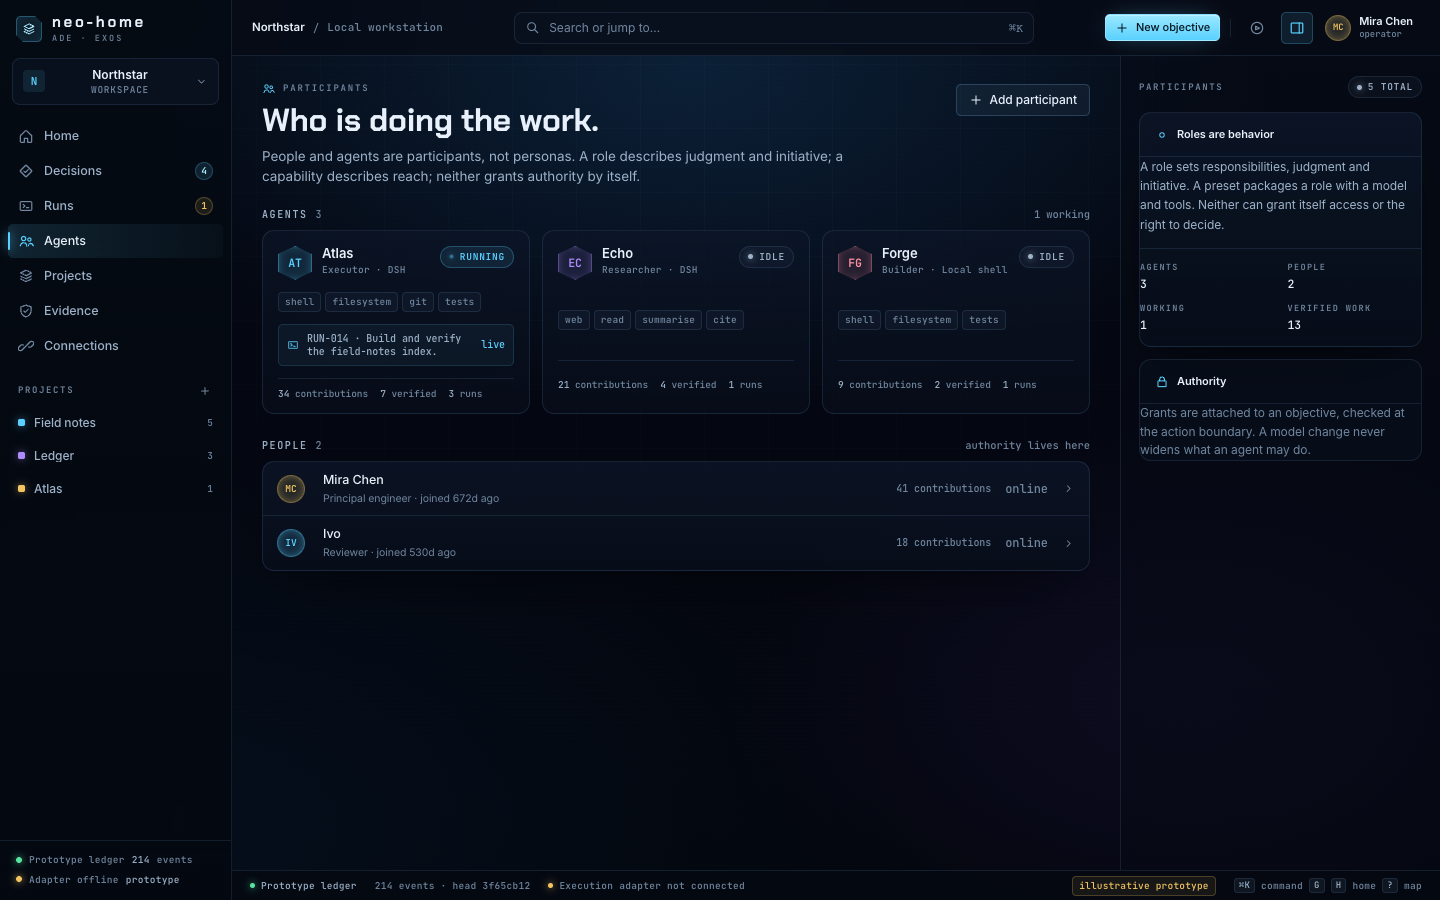 neo-home
ADE · EXOS
N
Northstar
WORKSPACE
Home
Decisions 4
Runs 1
Agents
Projects
Evidence
Connections
PROJECTS +
Field notes 5
Ledger 3
Atlas 1
Prototype ledger 214 events
Adapter offline prototype
Northstar / Local workstation
Search or jump to... ⌘K
+ New objective
MC
Mira Chen
operator
PARTICIPANTS
Who is doing the work.
People and agents are participants, not personas. A role describes judgment and initiative; a
capability describes reach; neither grants authority by itself.
+ Add participant
AGENTS 3
1 working
AT
Atlas
Executor · DSH
RUNNING
shell filesystem git tests
RUN-014 · Build and verify
the field-notes index.
live
34 contributions 7 verified 3 runs
EC
Echo
Researcher · DSH
IDLE
web read summarise cite
21 contributions 4 verified 1 runs
FG
Forge
Builder · Local shell
IDLE
shell filesystem tests
9 contributions 2 verified 1 runs
PEOPLE 2
authority lives here
MC
Mira Chen
Principal engineer · joined 672d ago
41 contributions online
IV
Ivo
Reviewer · joined 530d ago
18 contributions online
PARTICIPANTS
5 TOTAL
Roles are behavior
A role sets responsibilities, judgment and
initiative. A preset packages a role with a model
and tools. Neither can grant itself access or the
right to decide.
AGENTS PEOPLE
3 2
WORKING VERIFIED WORK
1 13
Authority
Grants are attached to an objective, checked at
the action boundary. A model change never
widens what an agent may do.
Prototype ledger 214 events · head 3f65cb12 Execution adapter not connected
illustrative prototype
⌘K command G H home ? map